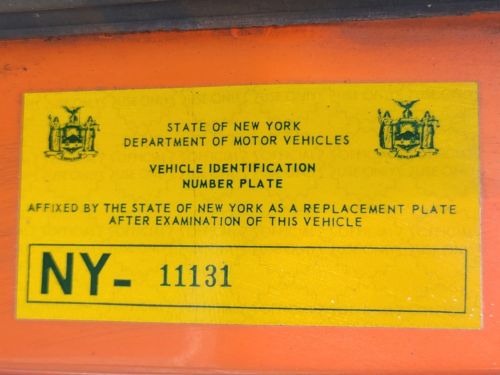 STATE OF NEW YORK
DEPARTMENT OF MOTOR VEHICLES
VEHICLE IDENTIFICATION
NUMBER PLATE
AFFIXED BY THE STATE OF NEW YORK AS A REPLACEMENT PLATE
AFTER EXAMINATION OF THIS VEHICLE
NY- 11131